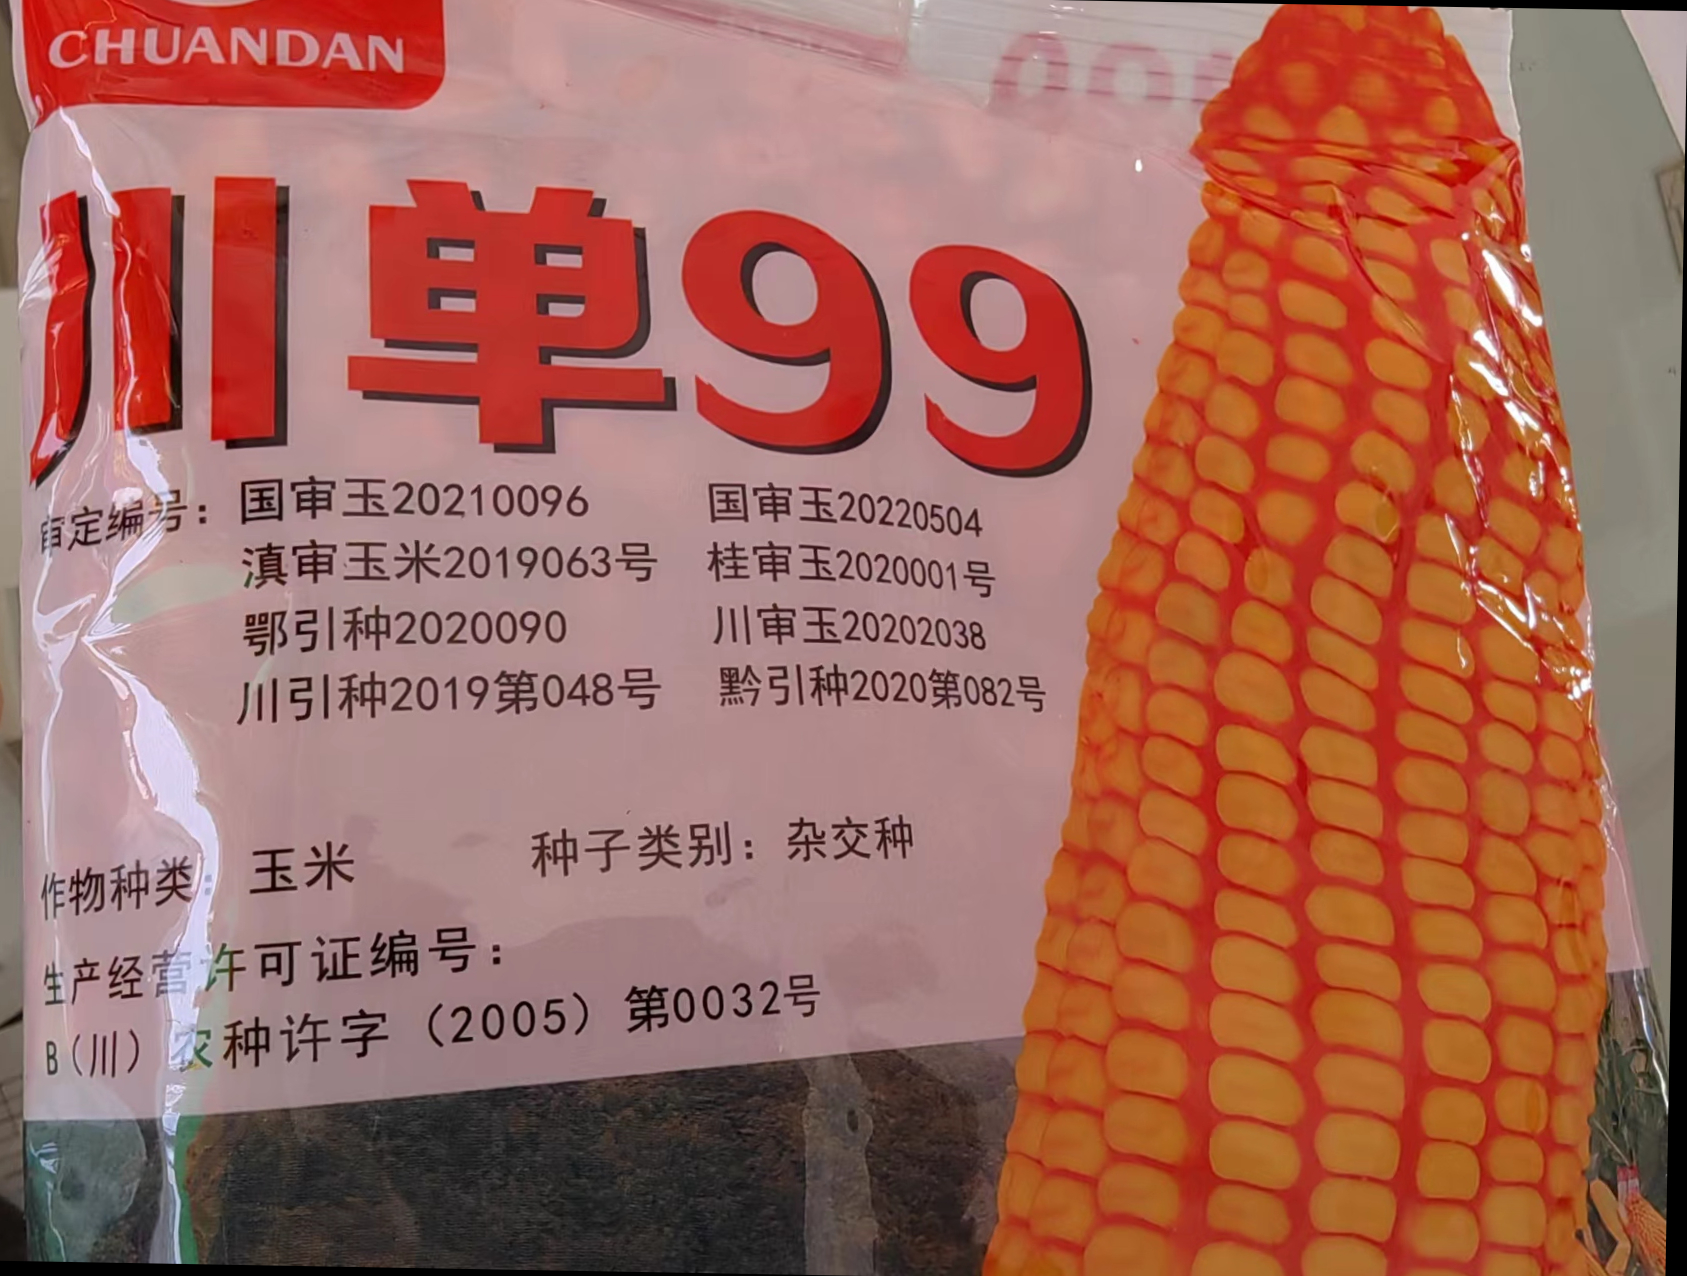 CHUANDAN
川单99
审定编号：国审玉20210096 国审玉20220504
滇审玉米2019063号 桂审玉2020001号
鄂引种2020090 川审玉20202038
川引种2019第048号 黔引种2020第082号
作物种类：玉米 种子类别：杂交种
生产经营许可证编号：
B（川）农种许字（2005）第0032号